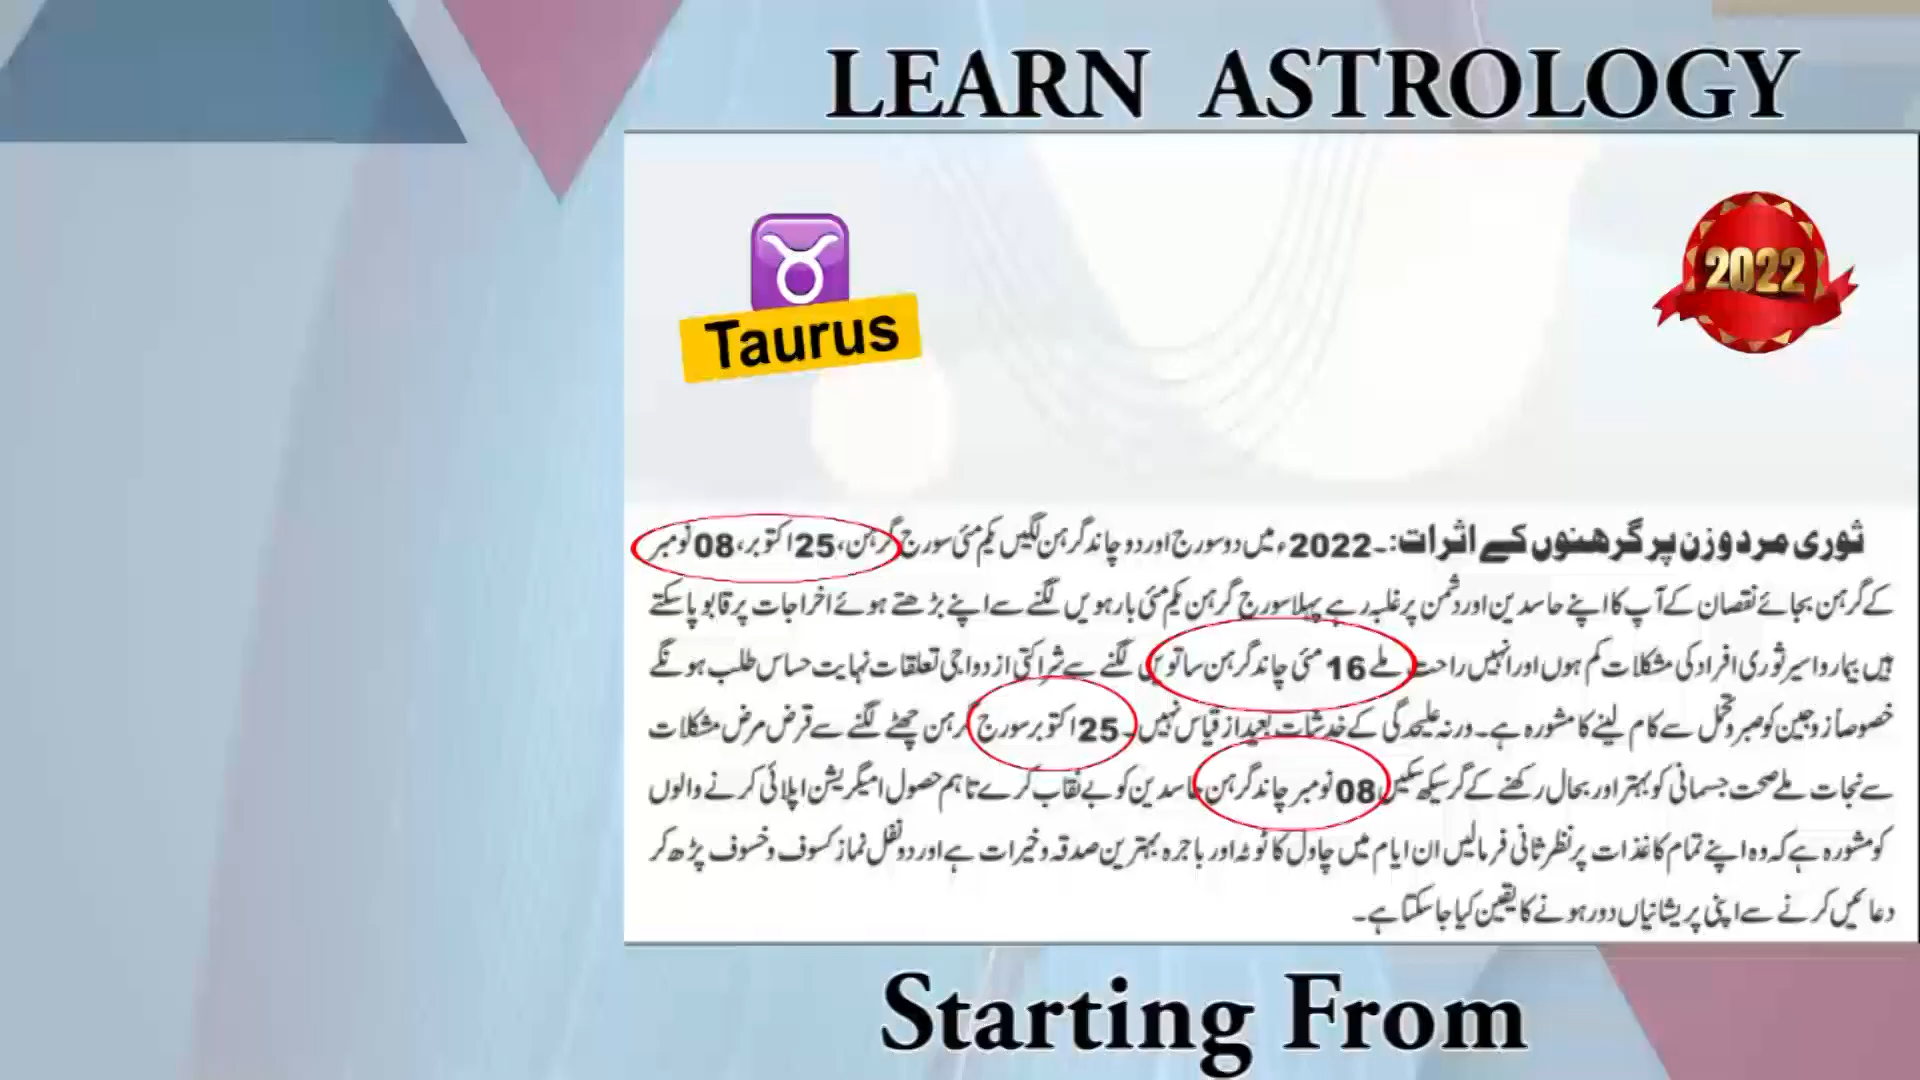 LEARN ASTROLOGY
2022
Taurus
ثوری مرد وزن پر گرھنوں کے اثرات:۔2022ء میں دو سورج اور دو چاند گرہن لگیں یکم مئی سورج گرہن، 25 اکتوبر، 08 نومبر
کے گرہن بجائے نقصان کے آپ کا اپنے حاسدین اور دشمن پر غلبہ رہے پہلا سورج گرہن یکم مئی بارہویں لگنے سے اپنے بڑھتے ہوئے اخراجات پر قابو پا سکتے
ہیں بیمار و اسیر ثوری افراد کی مشکلات کم ہوں اور انہیں راحت ملے 16 مئی چاند گرہن ساتویں لگنے سے شراکتی ازدواجی تعلقات نہایت حساس طلب ہونگے
خصوصاً زوجین کو صبر و تحمل سے کام لینے کا مشورہ ہے۔ ورنہ علیحدگی کے خدشات بعید از قیاس نہیں۔ 25 اکتوبر سورج گرہن چھٹے لگنے سے قرض مرض مشکلات
سے نجات ملے صحت جسمانی کو بہتر اور بحال رکھنے کے گر سیکھ سکیں 08 نومبر چاند گرہن حاسدین کو بے نقاب کرے تاہم حصول امیگریشن اپلائی کرنے والوں
کو مشورہ ہے کہ وہ اپنے تمام کاغذات پر نظر ثانی فرمالیں ان ایام میں چاول کا ٹوٹہ اور باجرہ بہترین صدقہ و خیرات ہے اور دو نفل نماز کسوف و خسوف پڑھ کر
دعائیں کرنے سے اپنی پریشانیاں دور ہونے کا یقین کیا جا سکتا ہے۔
Starting From